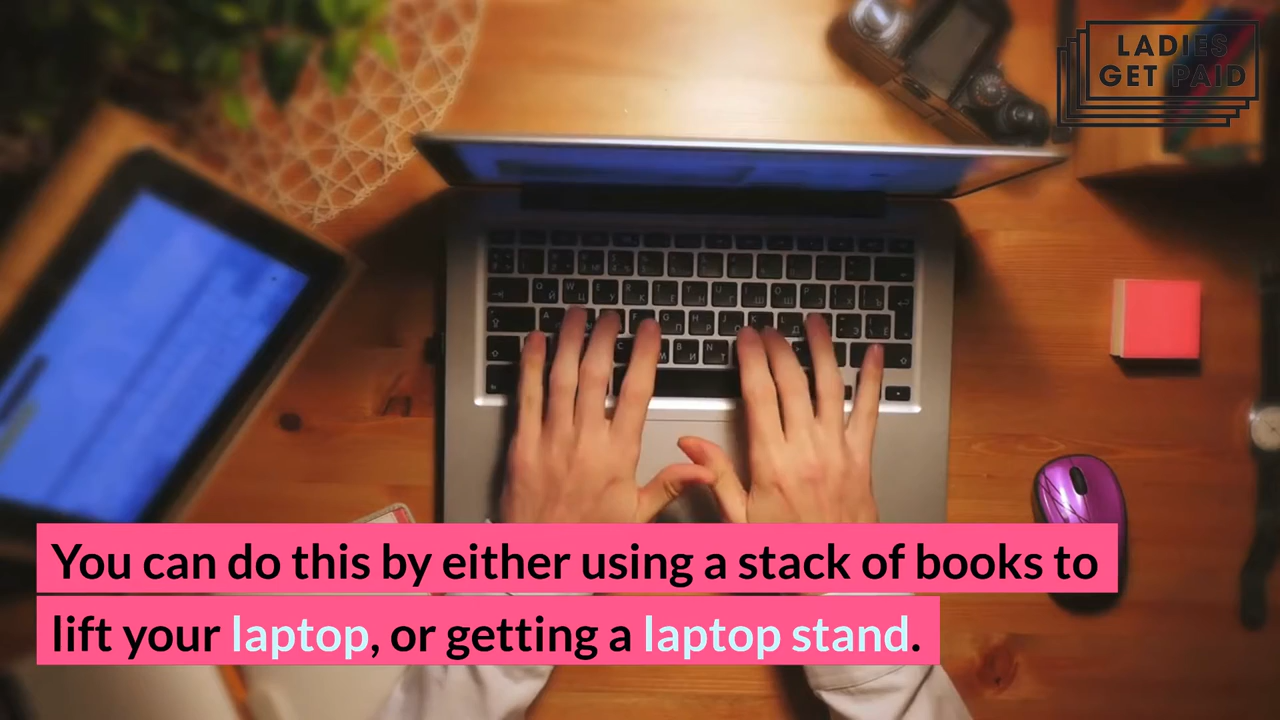 LADIES
GET PAID
You can do this by either using a stack of books to
lift your laptop, or getting a laptop stand.